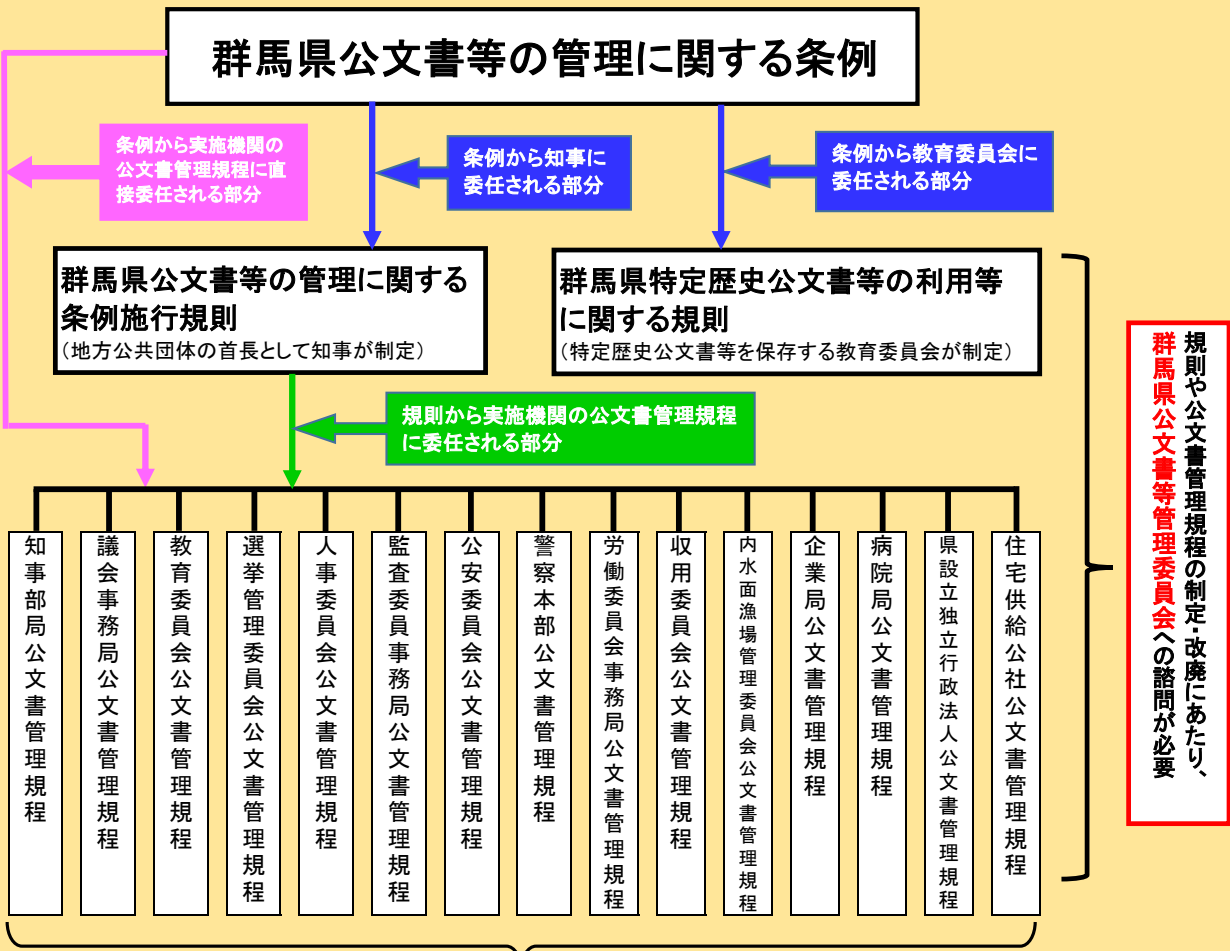 群馬県公文書等の管理に関する条例
条例から実施機関の
公文書管理規程に直
接委任される部分
条例から知事に
委任される部分
条例から教育委員会に
委任される部分
群馬県公文書等の管理に関する
条例施行規則
（地方公共団体の首長として知事が制定）
群馬県特定歴史公文書等の利用等
に関する規則
（特定歴史公文書等を保存する教育委員会が制定）
規則から実施機関の公文書管理規程
に委任される部分
規則や公文書管理規程の制定・改廃にあたり、
群馬県公文書等管理委員会への諮問が必要
知事部局公文書管理規程
議会事務局公文書管理規程
教育委員会公文書管理規程
選挙管理委員会公文書管理規程
人事委員会公文書管理規程
監査委員事務局公文書管理規程
公安委員会公文書管理規程
警察本部公文書管理規程
労働委員会事務局公文書管理規程
収用委員会公文書管理規程
内水面漁場管理委員会公文書管理規程
企業局公文書管理規程
病院局公文書管理規程
県設立独立行政法人公文書管理規程
住宅供給公社公文書管理規程